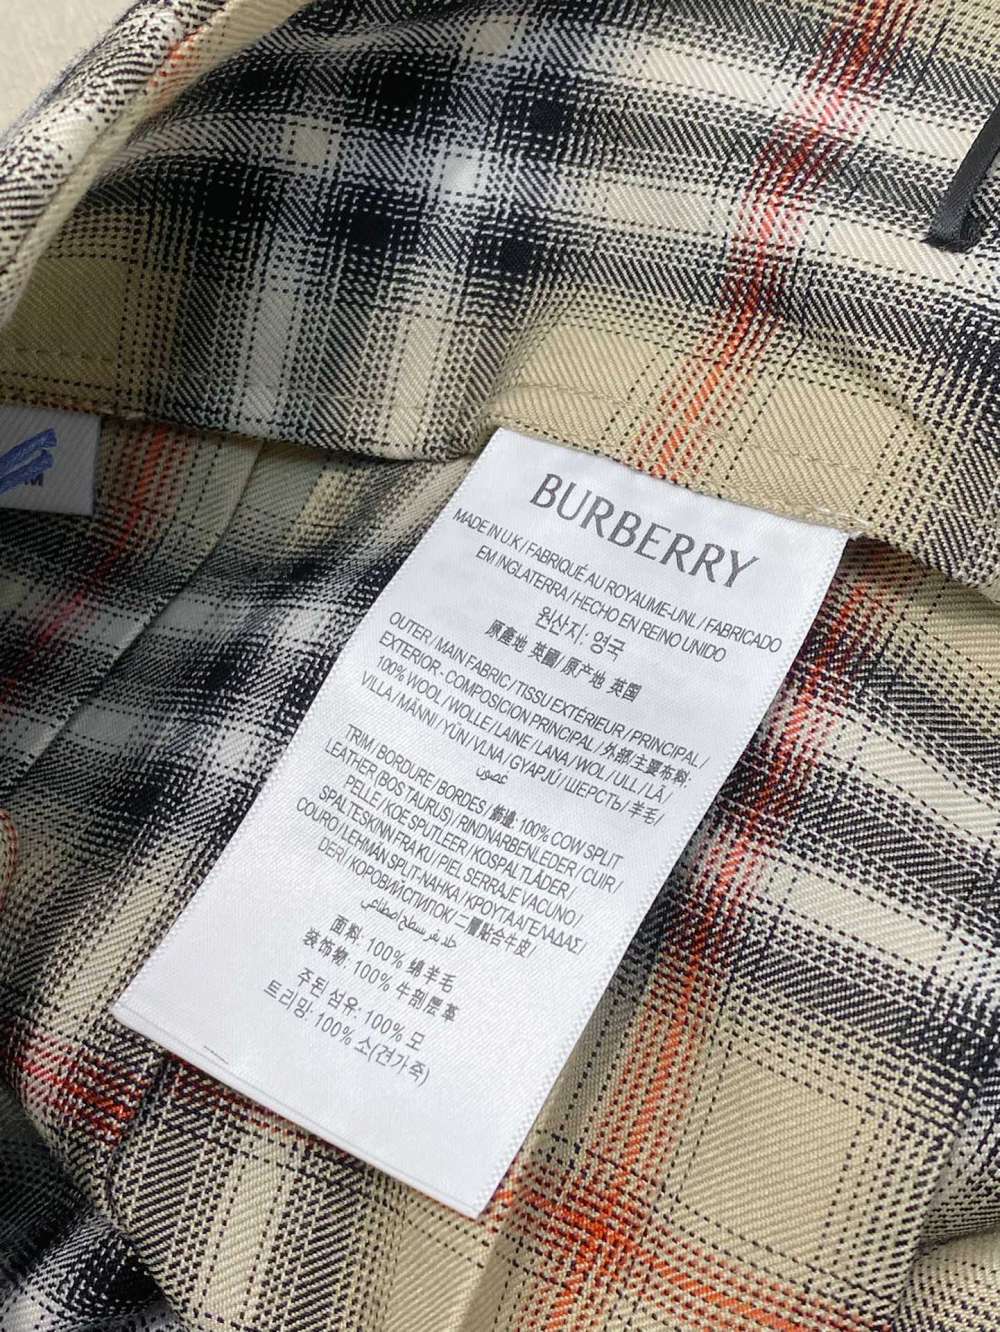 BURBERRY
MADE IN U.K / FABRIQUÉ AU ROYAUME-UNI. / FABRICADO
EM INGLATERRA / HECHO EN REINO UNIDO
원산지: 영국
原產地 英國/原产地 英国
OUTER / MAIN FABRIC / TISSU EXTÉRIEUR / PRINCIPAL /
EXTERIOR - COMPOSICION PRINCIPAL / 外部/主要布料:
100% WOOL / WOLLE / LAINE / LANA / WOL / ULL / LÃ /
VILLA / MÄNNI / YŰN / VLNA / GYAPJÚ / ШЕРСТЬ / 羊毛 /
TRIM / BORDURE / BORDES / 飾邊: 100% COW SPLIT
LEATHER (BOS TAURUS) / RINDNARBENLEDER / CUIR /
PELLE / KOE SPUTLEER / KOSPALTLÄDER /
SPALTESKINN FRA KU / PIEL SERRAJE VACUNO /
COURO / LEHMÄN SPLIT-NAHKA / ΚΡΟΥΤΑ ΑΓΕΛΑΔΑΣ /
DERİ / КОРОВИЙ СПИЛОК / 二層貼合牛皮 /
面料: 100% 绵羊毛
装饰物: 100% 牛剖层革
주된 섬유: 100% 모
트리밍: 100% 소(견가죽)